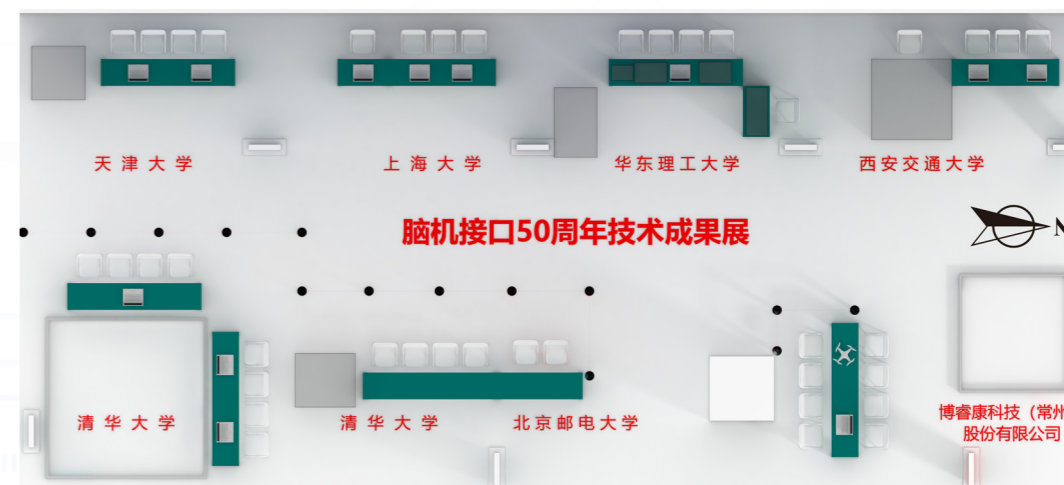 天津大学
上海大学
华东理工大学
西安交通大学
脑机接口50周年技术成果展
N
清华大学
清华大学
北京邮电大学
博睿康科技（常州
股份有限公司